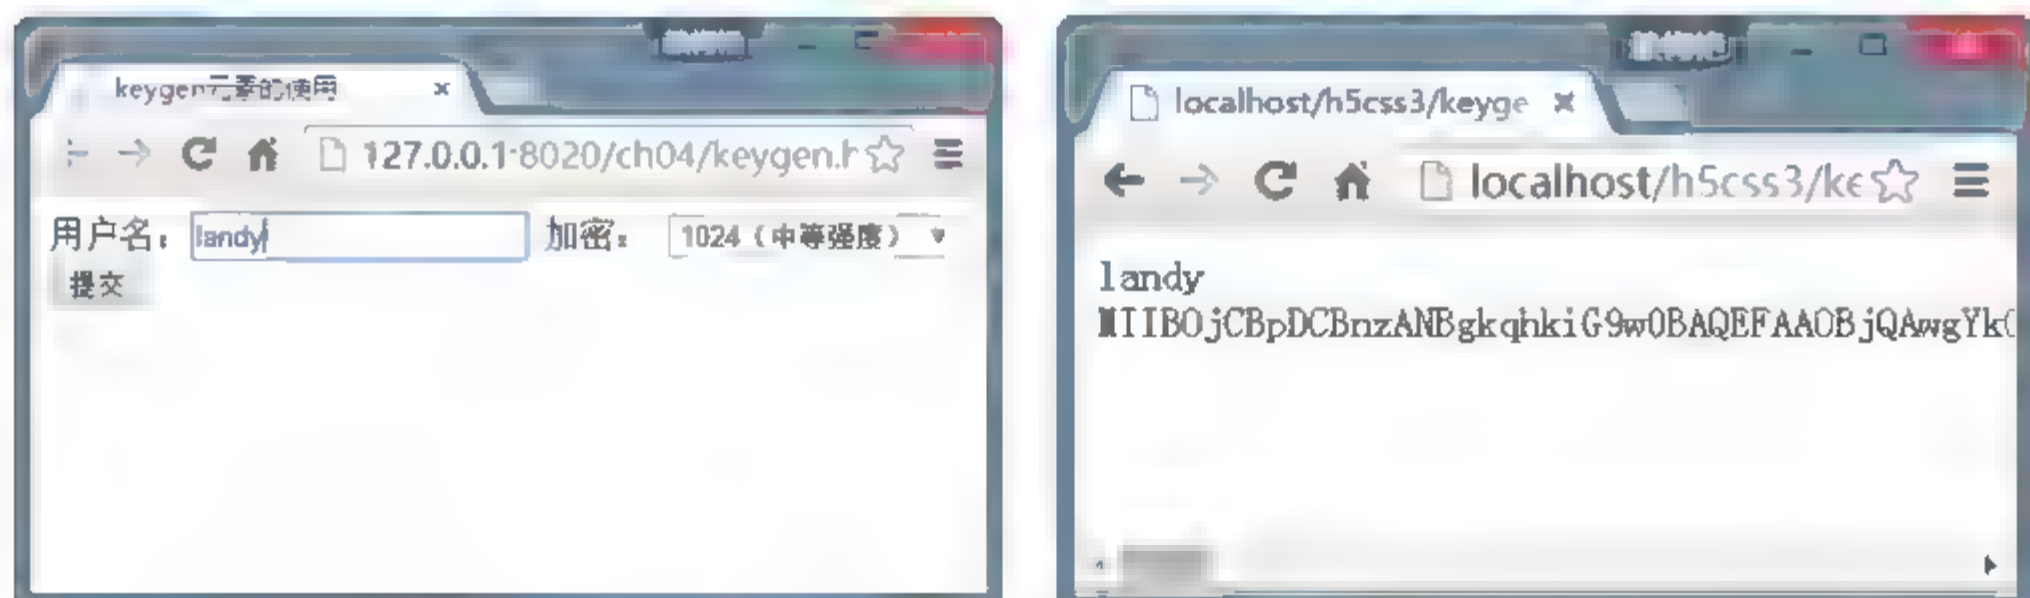 keygen元素的使用
127.0.0.1:8020/ch04/keygen.h
用户名： landy 加密： 1024（中等强度）
提交
localhost/h5css3/keyge
localhost/h5css3/ke
landy
MIIBOjCBpDCBnzANBgkqhkiG9w0BAQEFAAOBjQAwgYk